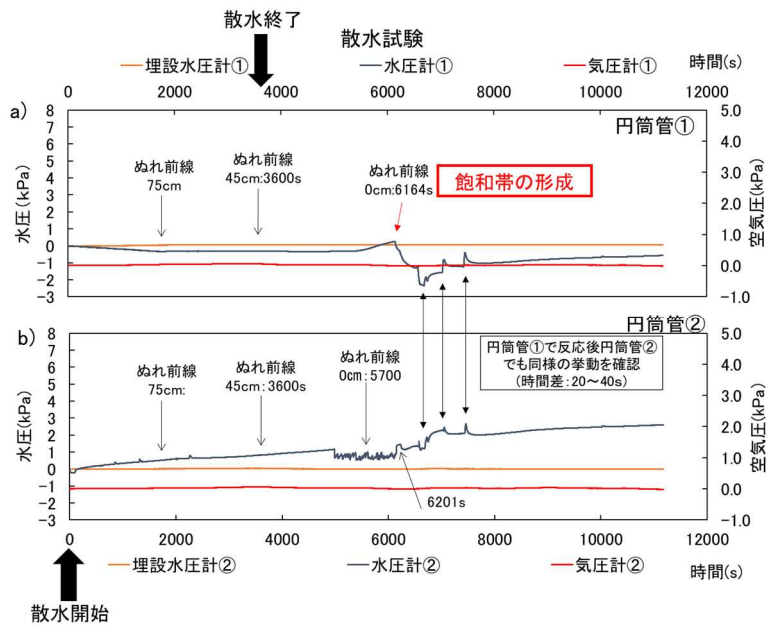 散水終了
散水試験
埋設水圧計① 水圧計① 気圧計① 時間(s)
0 2000 4000 6000 8000 10000 12000
a)
円筒管①
水圧(kPa)
8
7
6
5
4
3
2
1
0
-1
-2
-3
ぬれ前線
75cm
ぬれ前線
45cm:3600s
ぬれ前線
0cm:6164s
飽和帯の形成
5.0
4.0
3.0
2.0
1.0
0.0
-1.0
空気圧(kPa)
b)
円筒管②
水圧(kPa)
8
7
6
5
4
3
2
1
0
-1
-2
-3
ぬれ前線
75cm:
ぬれ前線
45cm:3600s
ぬれ前線
0cm:5700
円筒管①で反応後円筒管②
でも同様の挙動を確認
(時間差:20～40s)
6201s
5.0
4.0
3.0
2.0
1.0
0.0
-1.0
空気圧(kPa)
0 2000 4000 6000 8000 10000 12000
埋設水圧計② 水圧計② 気圧計② 時間(s)
散水開始